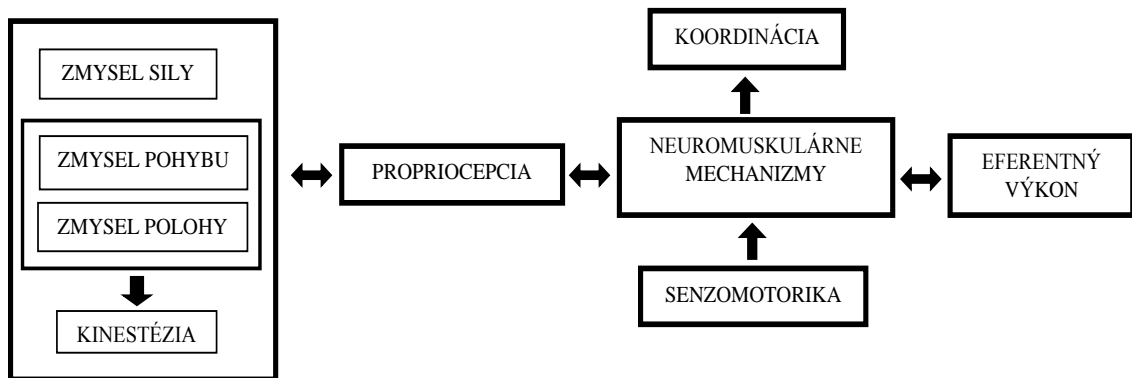 ZMYSEL SILY
ZMYSEL POHYBU
ZMYSEL POLOHY
KINESTÉZIA
PROPRIOCEPCIA
KOORDINÁCIA
NEUROMUSKULÁRNE
MECHANIZMY
SENZOMOTORIKA
EFERENTNÝ
VÝKON